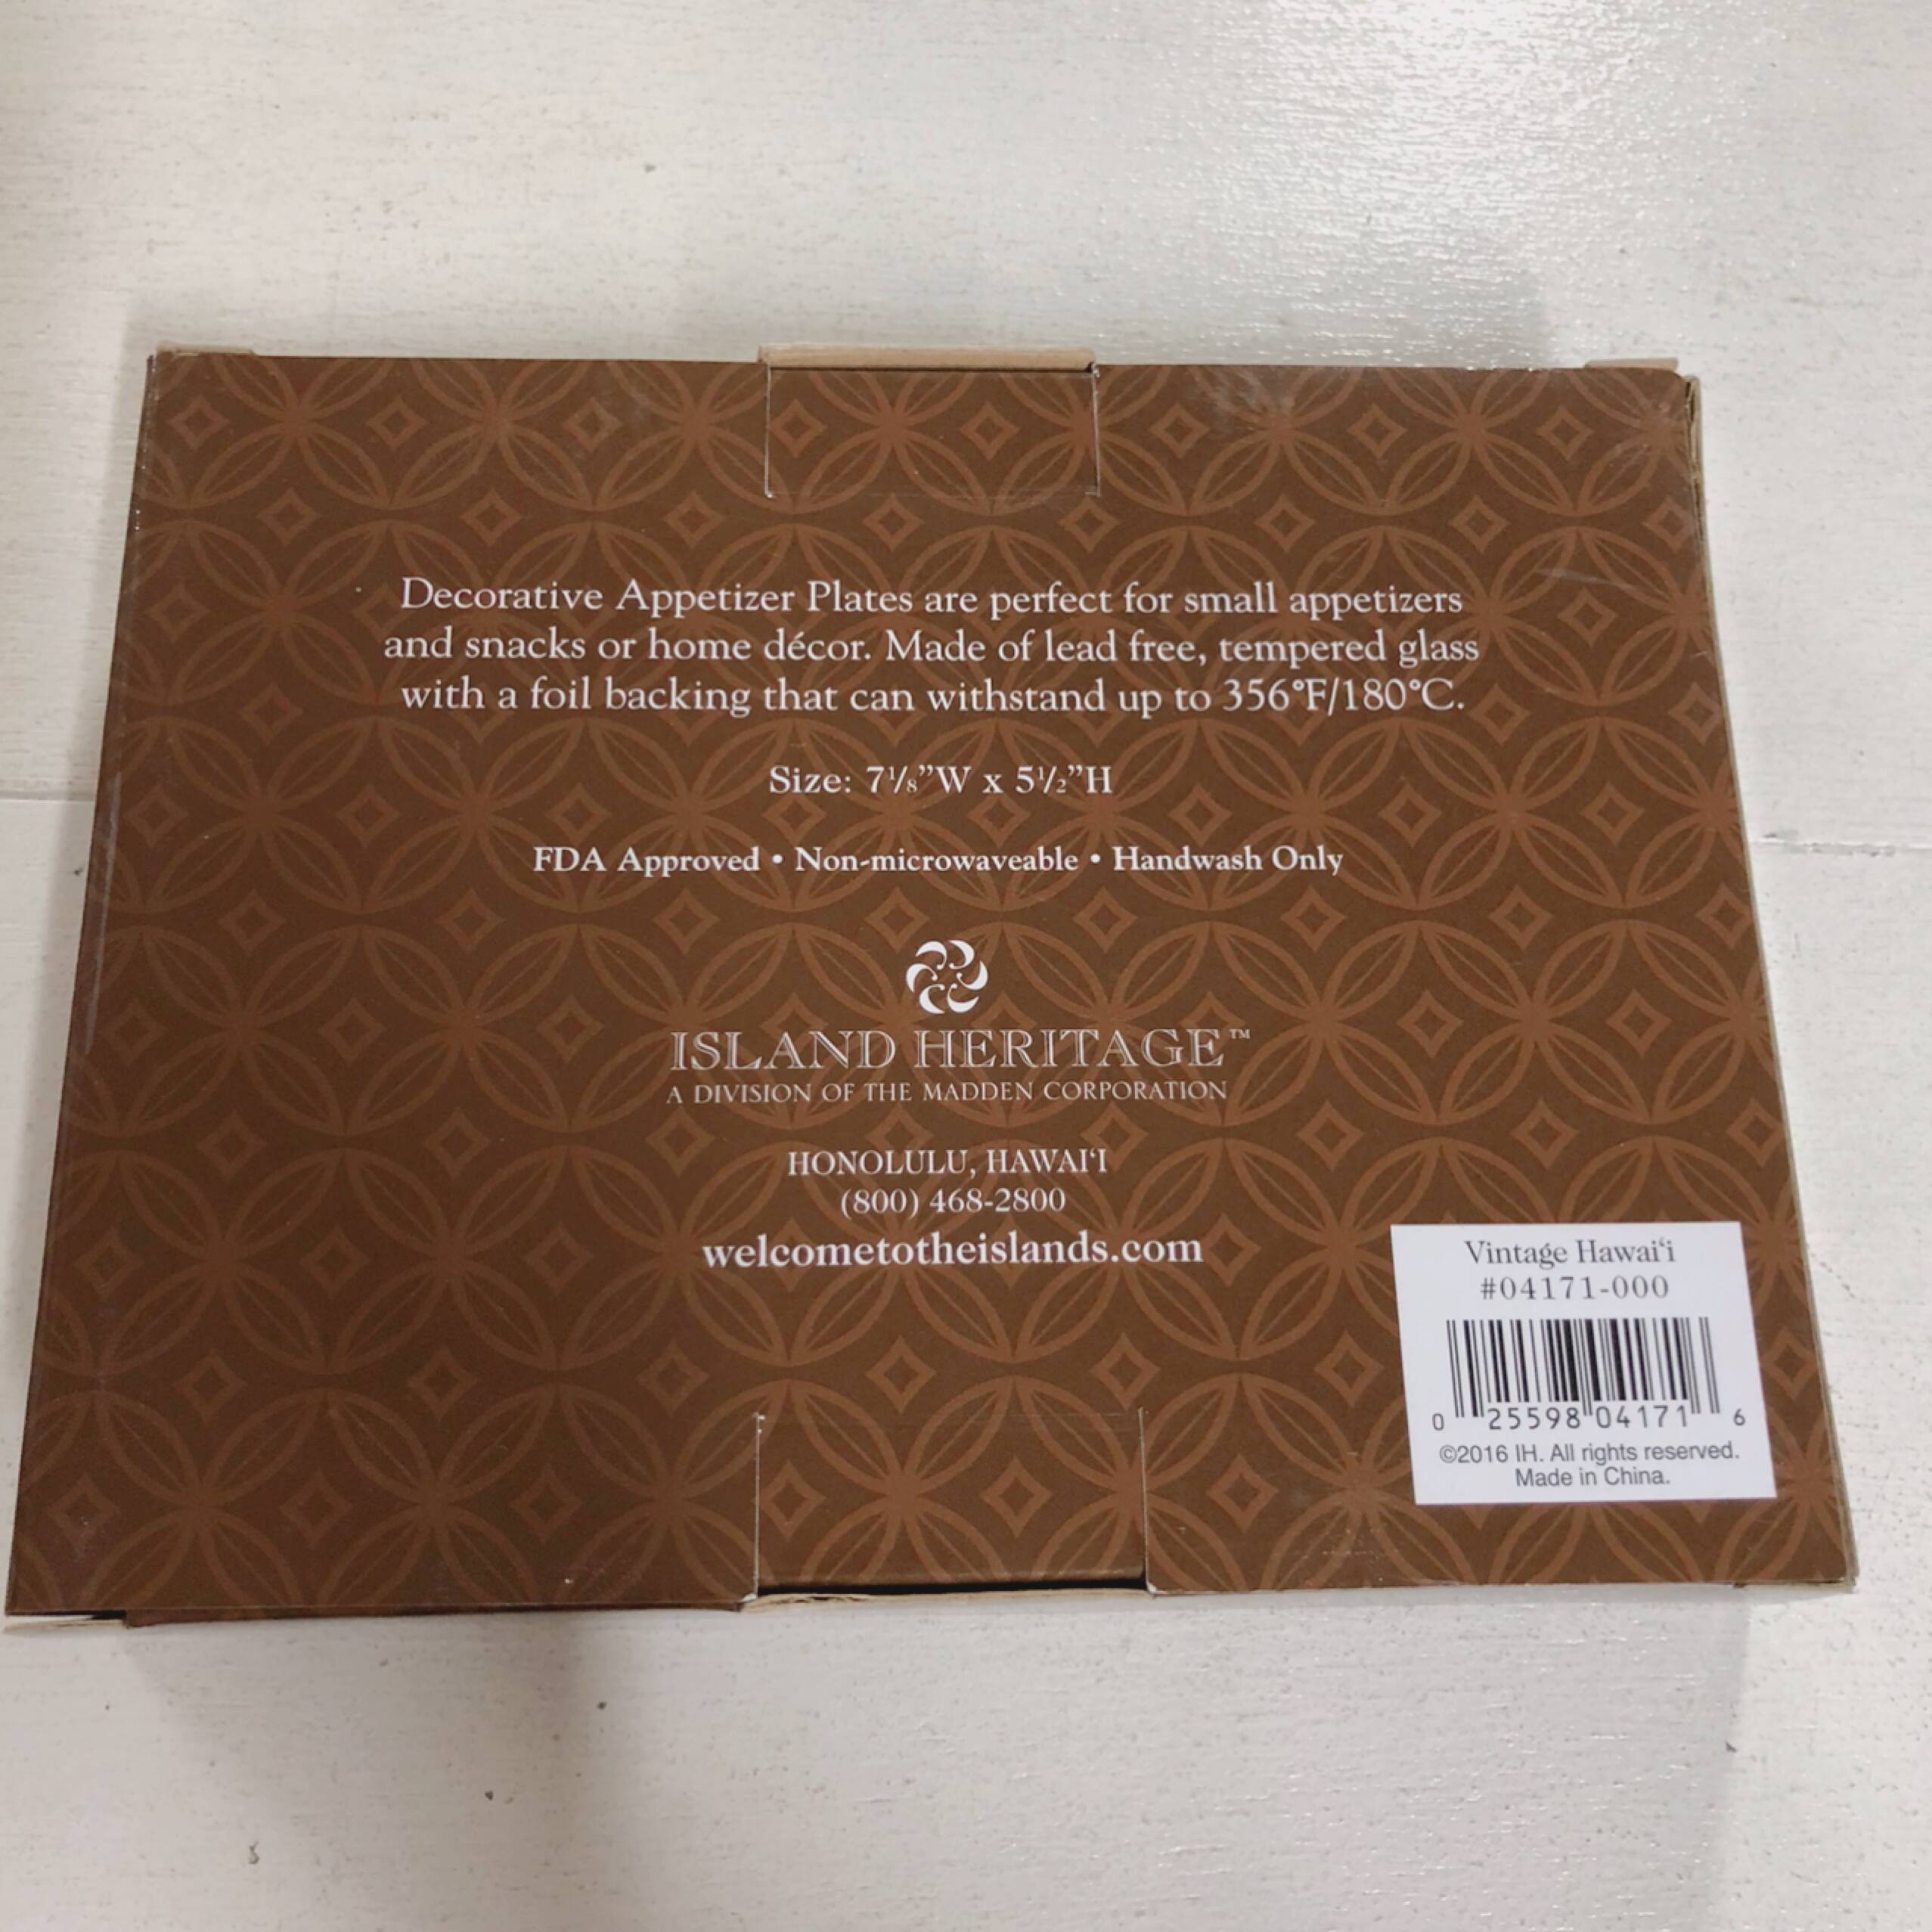 Decorative Appetizer Plates are perfect for small appetizers
and snacks or home décor. Made of lead free, tempered glass
with a foil backing that can withstand up to 356°F/180°C.
Size: 7⅛”W x 5½”H
FDA Approved • Non-microwaveable • Handwash Only
ISLAND HERITAGE™
A DIVISION OF THE MADDEN CORPORATION
HONOLULU, HAWAI‘I
(800) 468-2800
welcometotheislands.com
Vintage Hawai‘i
#04171-000
0 25598 04171 6
©2016 IH. All rights reserved.
Made in China.